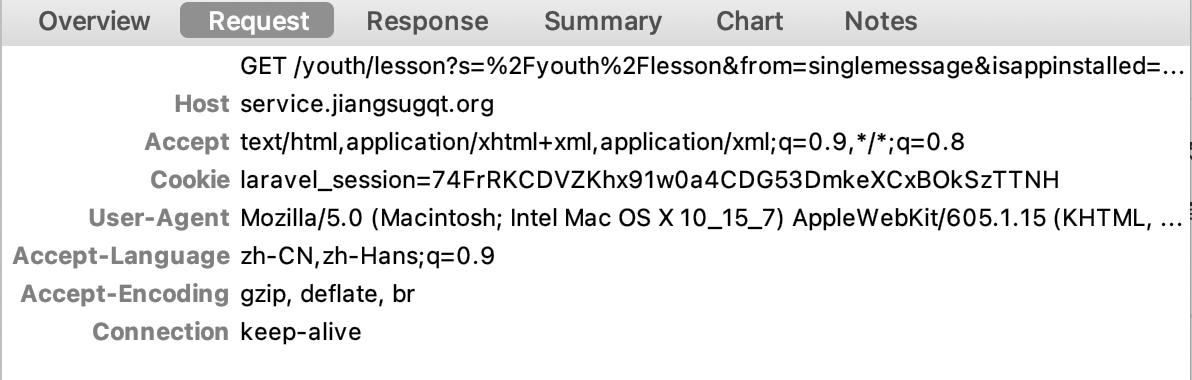 Overview Request Response Summary Chart Notes
GET /youth/lesson?s=%2Fyouth%2Flesson&from=singlemessage&isappinstalled=...
Host service.jiangsugqt.org
Accept text/html,application/xhtml+xml,application/xml;q=0.9,*/*;q=0.8
Cookie laravel_session=74FrRKCDVZKhx91w0a4CDG53DmkeXCxBOkSzTTNH
User-Agent Mozilla/5.0 (Macintosh; Intel Mac OS X 10_15_7) AppleWebKit/605.1.15 (KHTML, ...
Accept-Language zh-CN,zh-Hans;q=0.9
Accept-Encoding gzip, deflate, br
Connection keep-alive